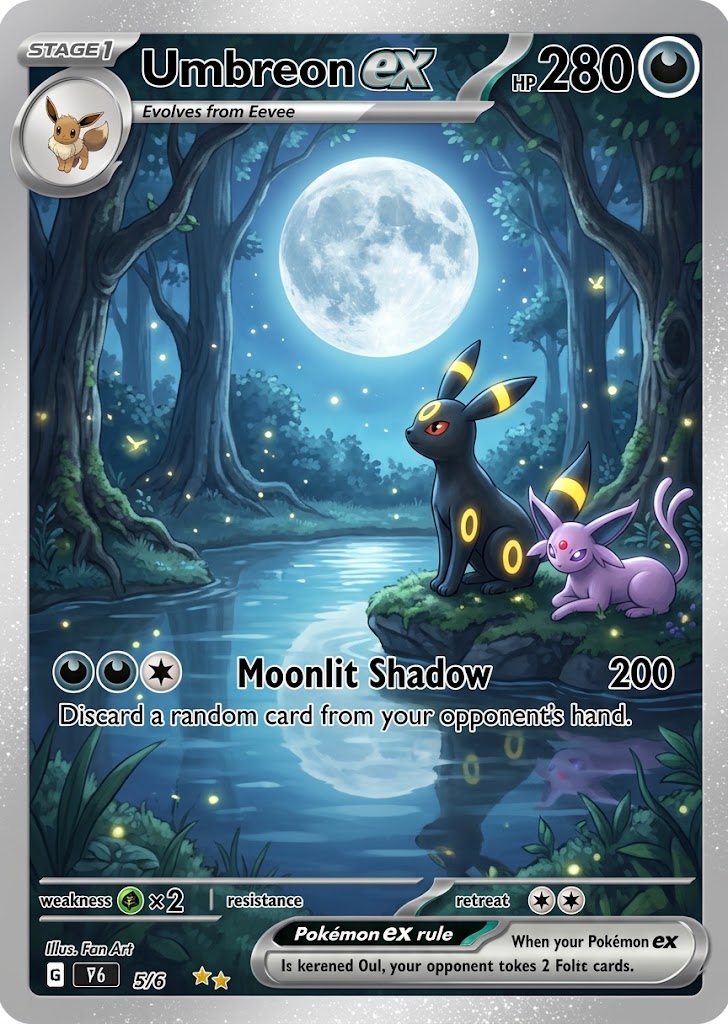 STAGE1
Umbreon ex
HP 280
Evolves from Eevee
Moonlit Shadow 200
Discard a random card from your opponent's hand.
weakness ×2 resistance retreat
Pokémon ex rule
When your Pokémon ex
Is kerened Oul, your opponent tokes 2 Folit cards.
Illus. Fan Art
G V6 5/6